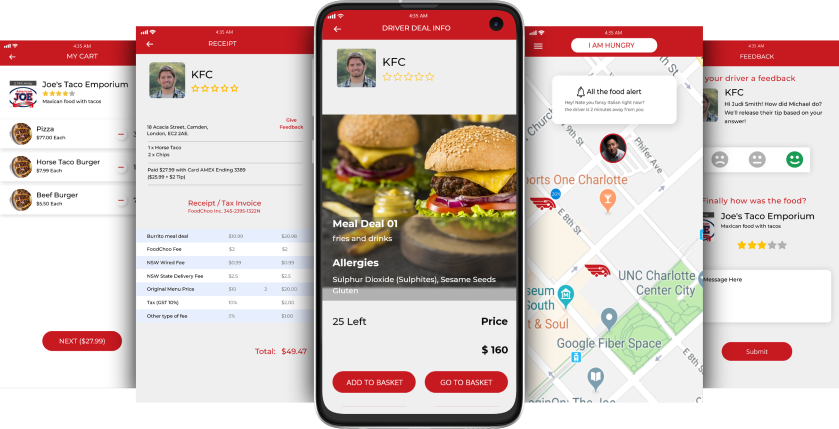 4:35 AM
MY CART
JOE
Joe's Taco Emporium
Maxican food with tacos
Pizza
$77.00 Each
Horse Taco Burger
$7.99 Each
Beef Burger
$5.50 Each
NEXT ($27.99)
4:35 AM
RECEIPT
KFC
Give
Feedback
18 Acacia Street, Camden,
London, EC2 2AE.
1 x Horse Taco
2 x Chips
Paid $27.99 with Card AMEX Ending 3389
($25.99 + $2 Tip)
Receipt / Tax Invoice
FoodChoo Inc. 345-2395-1322N
Burrito meal deal $10.99 $20.98
FoodChoo Fee $2 $2
NSW Wired Fee $0.99 $0.99
NSW State Delivery Fee $2.5 $2.5
Original Menu Price $10 2 $20.00
Tax (GST 10%) 10% $2.00
Other type of fee $1.00
Total: $49.47
4:35 AM
DRIVER DEAL INFO
KFC
Meal Deal 01
fries and drinks
Allergies
Sulphur Dioxide (Sulphites), Sesame Seeds
Gluten
25 Left Price
$ 160
ADD TO BASKET GO TO BASKET
4:35 AM
I AM HUNGRY
All the food alert
Hey! Nate you fancy Italian right now?
the driver is 2 minutes away from you.
Church
9th St
Phifer Ave
orts One Charlotte
20%
E 8th St
UNC Charlotte
Center City
seum
South
t & Soul
Google Fiber Space
E 8th St
ginOn: The Joe
4:35 AM
FEEDBACK
your driver a feedback
KFC
Hi Judi Smith! How did Michael do?
We'll release their tip based on your
answer!
Finally how was the food?
Joe's Taco Emporium
Maxican food with tacos
Message Here
Submit